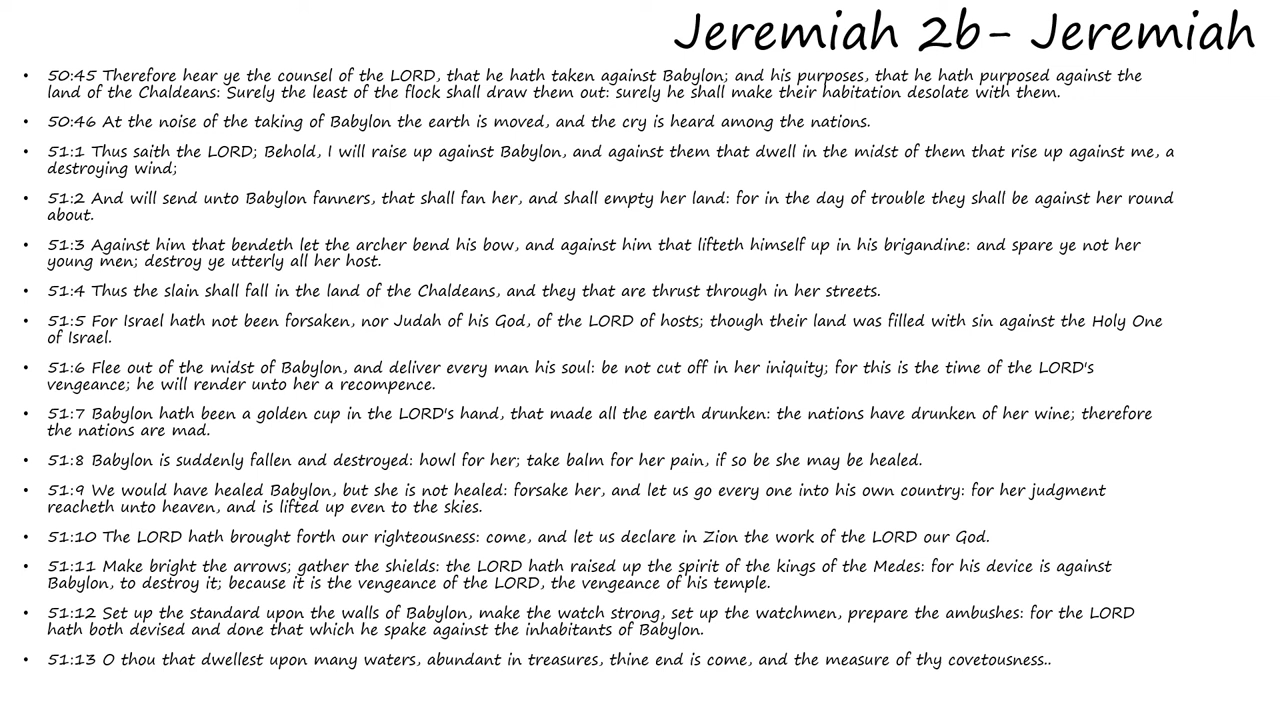 Jeremiah 2b- Jeremiah
• 50:45 Therefore hear ye the counsel of the LORD, that he hath taken against Babylon; and his purposes, that he hath purposed against the
land of the Chaldeans: Surely the least of the flock shall draw them out: surely he shall make their habitation desolate with them.
• 50:46 At the noise of the taking of Babylon the earth is moved, and the cry is heard among the nations.
• 51:1 Thus saith the LORD; Behold, I will raise up against Babylon, and against them that dwell in the midst of them that rise up against me, a
destroying wind;
• 51:2 And will send unto Babylon fanners, that shall fan her, and shall empty her land: for in the day of trouble they shall be against her round
about.
• 51:3 Against him that bendeth let the archer bend his bow, and against him that lifteth himself up in his brigandine: and spare ye not her
young men; destroy ye utterly all her host.
• 51:4 Thus the slain shall fall in the land of the Chaldeans, and they that are thrust through in her streets.
• 51:5 For Israel hath not been forsaken, nor Judah of his God, of the LORD of hosts; though their land was filled with sin against the Holy One
of Israel.
• 51:6 Flee out of the midst of Babylon, and deliver every man his soul: be not cut off in her iniquity; for this is the time of the LORD's
vengeance; he will render unto her a recompence.
• 51:7 Babylon hath been a golden cup in the LORD's hand, that made all the earth drunken: the nations have drunken of her wine; therefore
the nations are mad.
• 51:8 Babylon is suddenly fallen and destroyed: howl for her; take balm for her pain, if so be she may be healed.
• 51:9 We would have healed Babylon, but she is not healed: forsake her, and let us go every one into his own country: for her judgment
reacheth unto heaven, and is lifted up even to the skies.
• 51:10 The LORD hath brought forth our righteousness: come, and let us declare in Zion the work of the LORD our God.
• 51:11 Make bright the arrows; gather the shields: the LORD hath raised up the spirit of the kings of the Medes: for his device is against
Babylon, to destroy it; because it is the vengeance of the LORD, the vengeance of his temple.
• 51:12 Set up the standard upon the walls of Babylon, make the watch strong, set up the watchmen, prepare the ambushes: for the LORD
hath both devised and done that which he spake against the inhabitants of Babylon.
• 51:13 O thou that dwellest upon many waters, abundant in treasures, thine end is come, and the measure of thy covetousness..